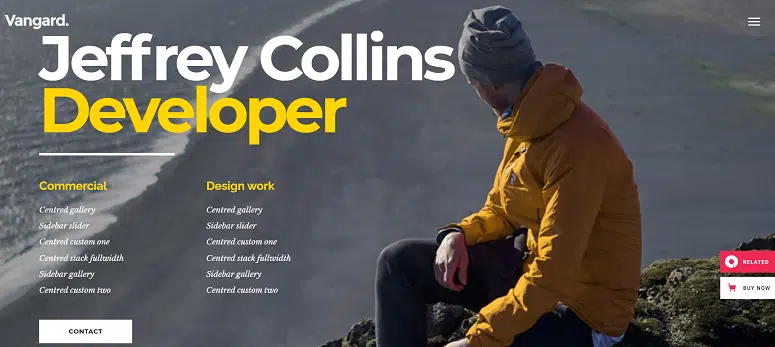 Vangard.
Jeffrey Collins
Developer
Commercial
Centred gallery
Sidebar slider
Centred custom one
Centred stack fullwidth
Sidebar gallery
Centred custom two
Design work
Centred gallery
Sidebar slider
Centred custom one
Centred stack fullwidth
Sidebar gallery
Centred custom two
CONTACT
RELATED
BUY NOW